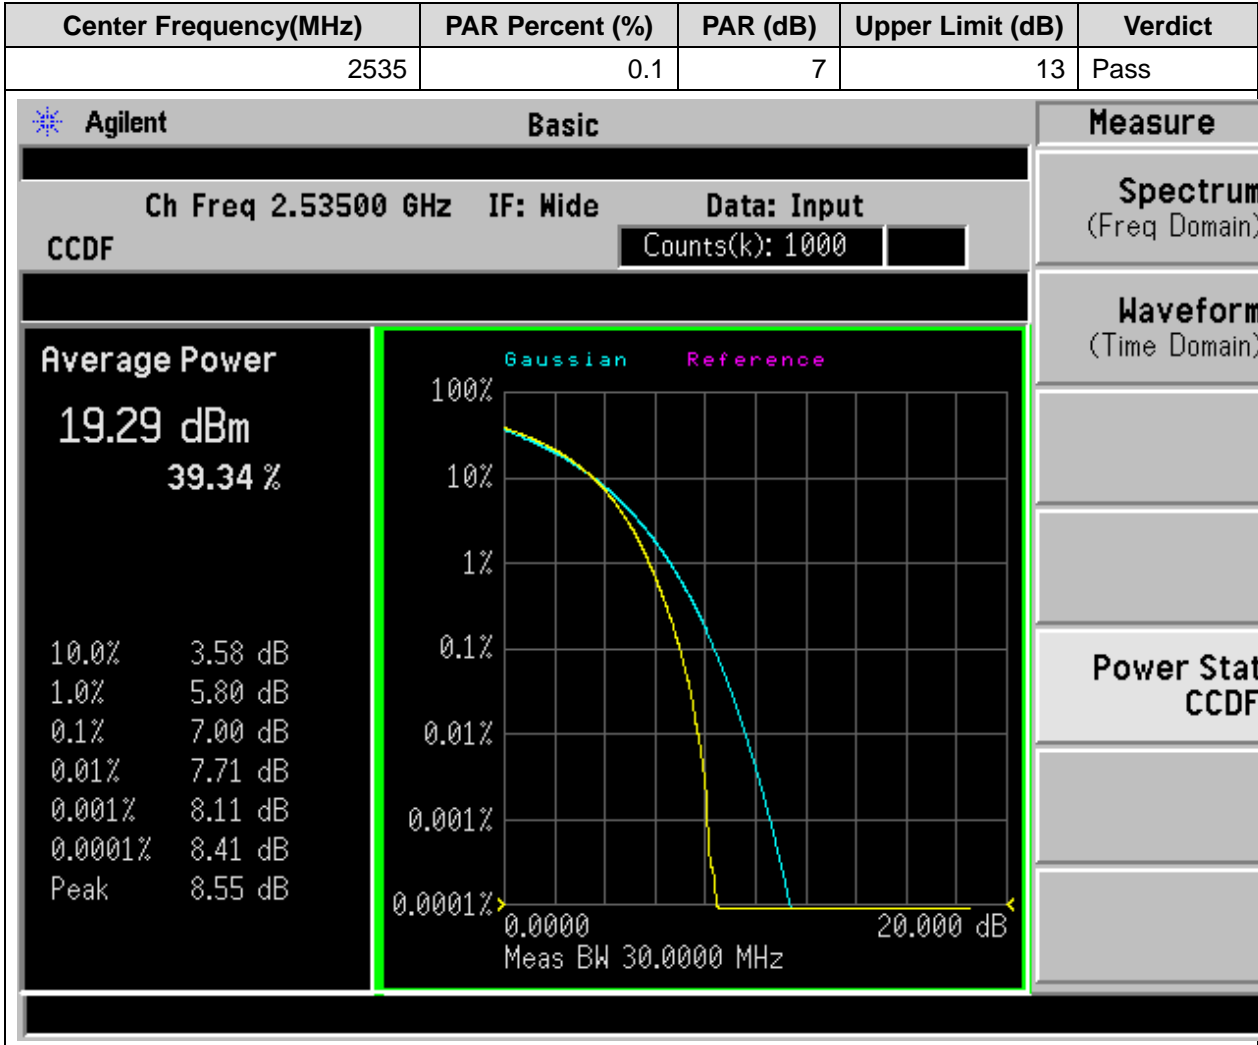 Center Frequency(MHz) PAR Percent (%) PAR (dB) Upper Limit (dB) Verdict
2535 0.1 7 13 Pass
Agilent Basic Measure
Ch Freq 2.53500 GHz IF: Wide Data: Input
CCDF Counts(k): 1000
Spectrum
(Freq Domain)
Waveform
(Time Domain)
Power Stat
CCDF
Average Power
19.29 dBm
39.34 %
10.0% 3.58 dB
1.0% 5.80 dB
0.1% 7.00 dB
0.01% 7.71 dB
0.001% 8.11 dB
0.0001% 8.41 dB
Peak 8.55 dB
Gaussian Reference
100%
10%
1%
0.1%
0.01%
0.001%
0.0001%
0.0000 20.000 dB
Meas BW 30.0000 MHz